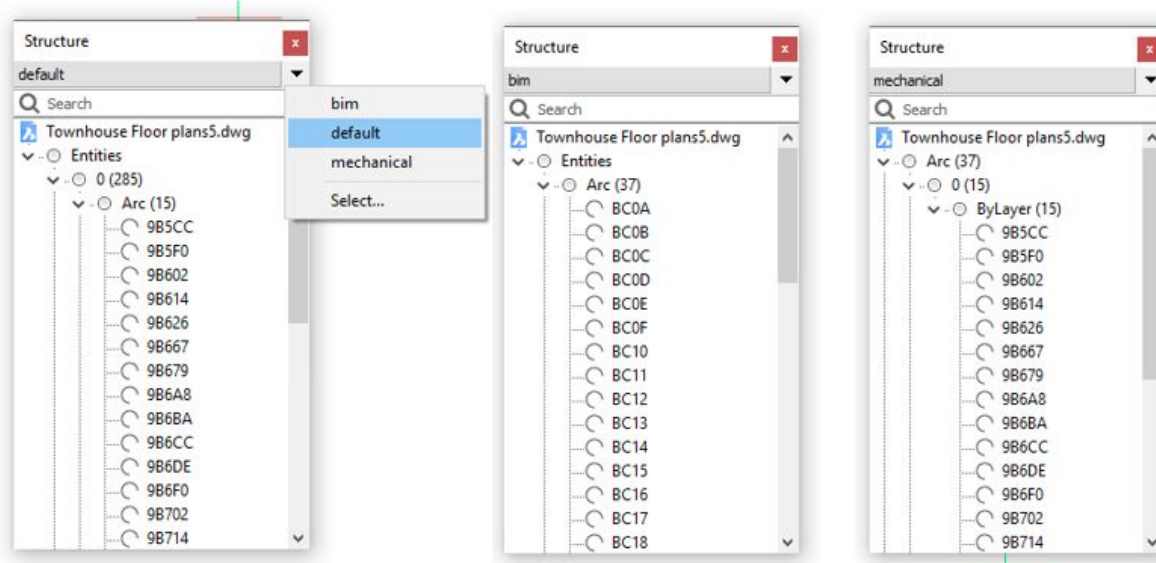 Structure
x
default
Search
Townhouse Floor plans5.dwg
Entities
0 (285)
Arc (15)
9B5CC
9B5F0
9B602
9B614
9B626
9B667
9B679
9B6A8
9B6BA
9B6CC
9B6DE
9B6F0
9B702
9B714
bim
default
mechanical
Select...
Structure
x
bim
Search
Townhouse Floor plans5.dwg
Entities
Arc (37)
BC0A
BC0B
BC0C
BC0D
BC0E
BC0F
BC10
BC11
BC12
BC13
BC14
BC15
BC16
BC17
BC18
Structure
x
mechanical
Search
Townhouse Floor plans5.dwg
Arc (37)
0 (15)
ByLayer (15)
9B5CC
9B5F0
9B602
9B614
9B626
9B667
9B679
9B6A8
9B6BA
9B6CC
9B6DE
9B6F0
9B702
9B714